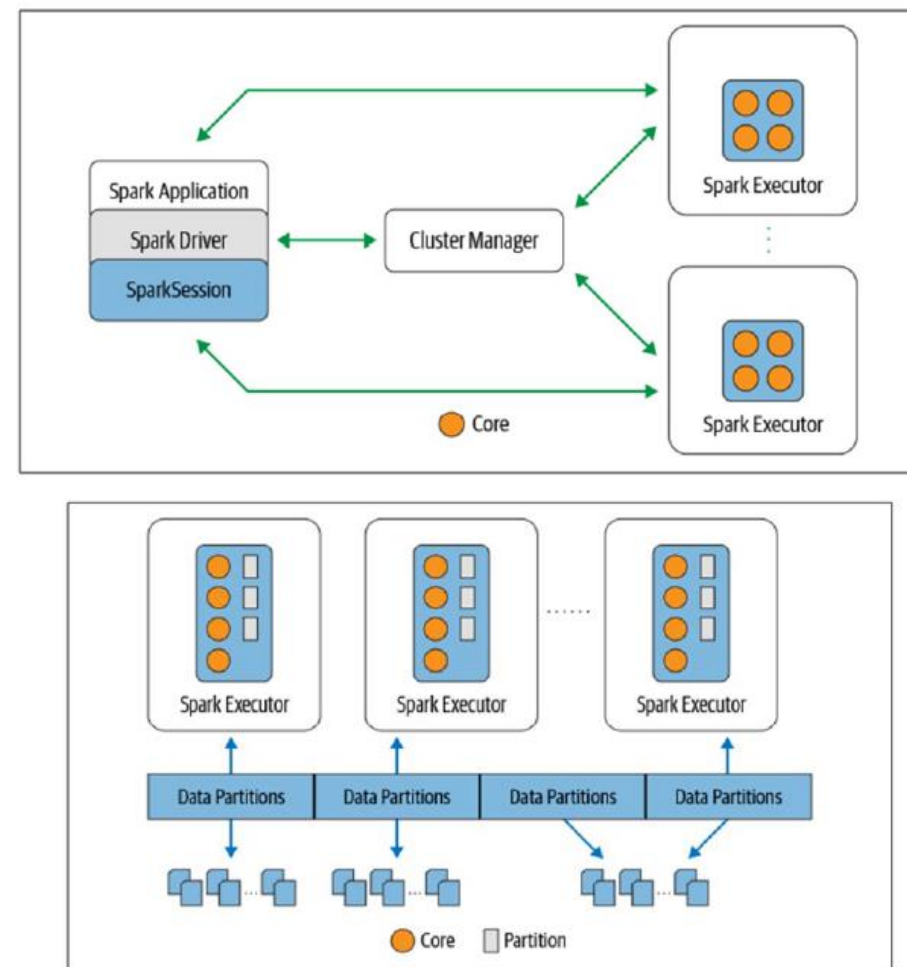 Spark Application
Spark Driver
SparkSession
Cluster Manager
Spark Executor
Spark Executor
Core
Spark Executor
Spark Executor
Spark Executor
Data Partitions
Data Partitions
Data Partitions
Data Partitions
Core
Partition